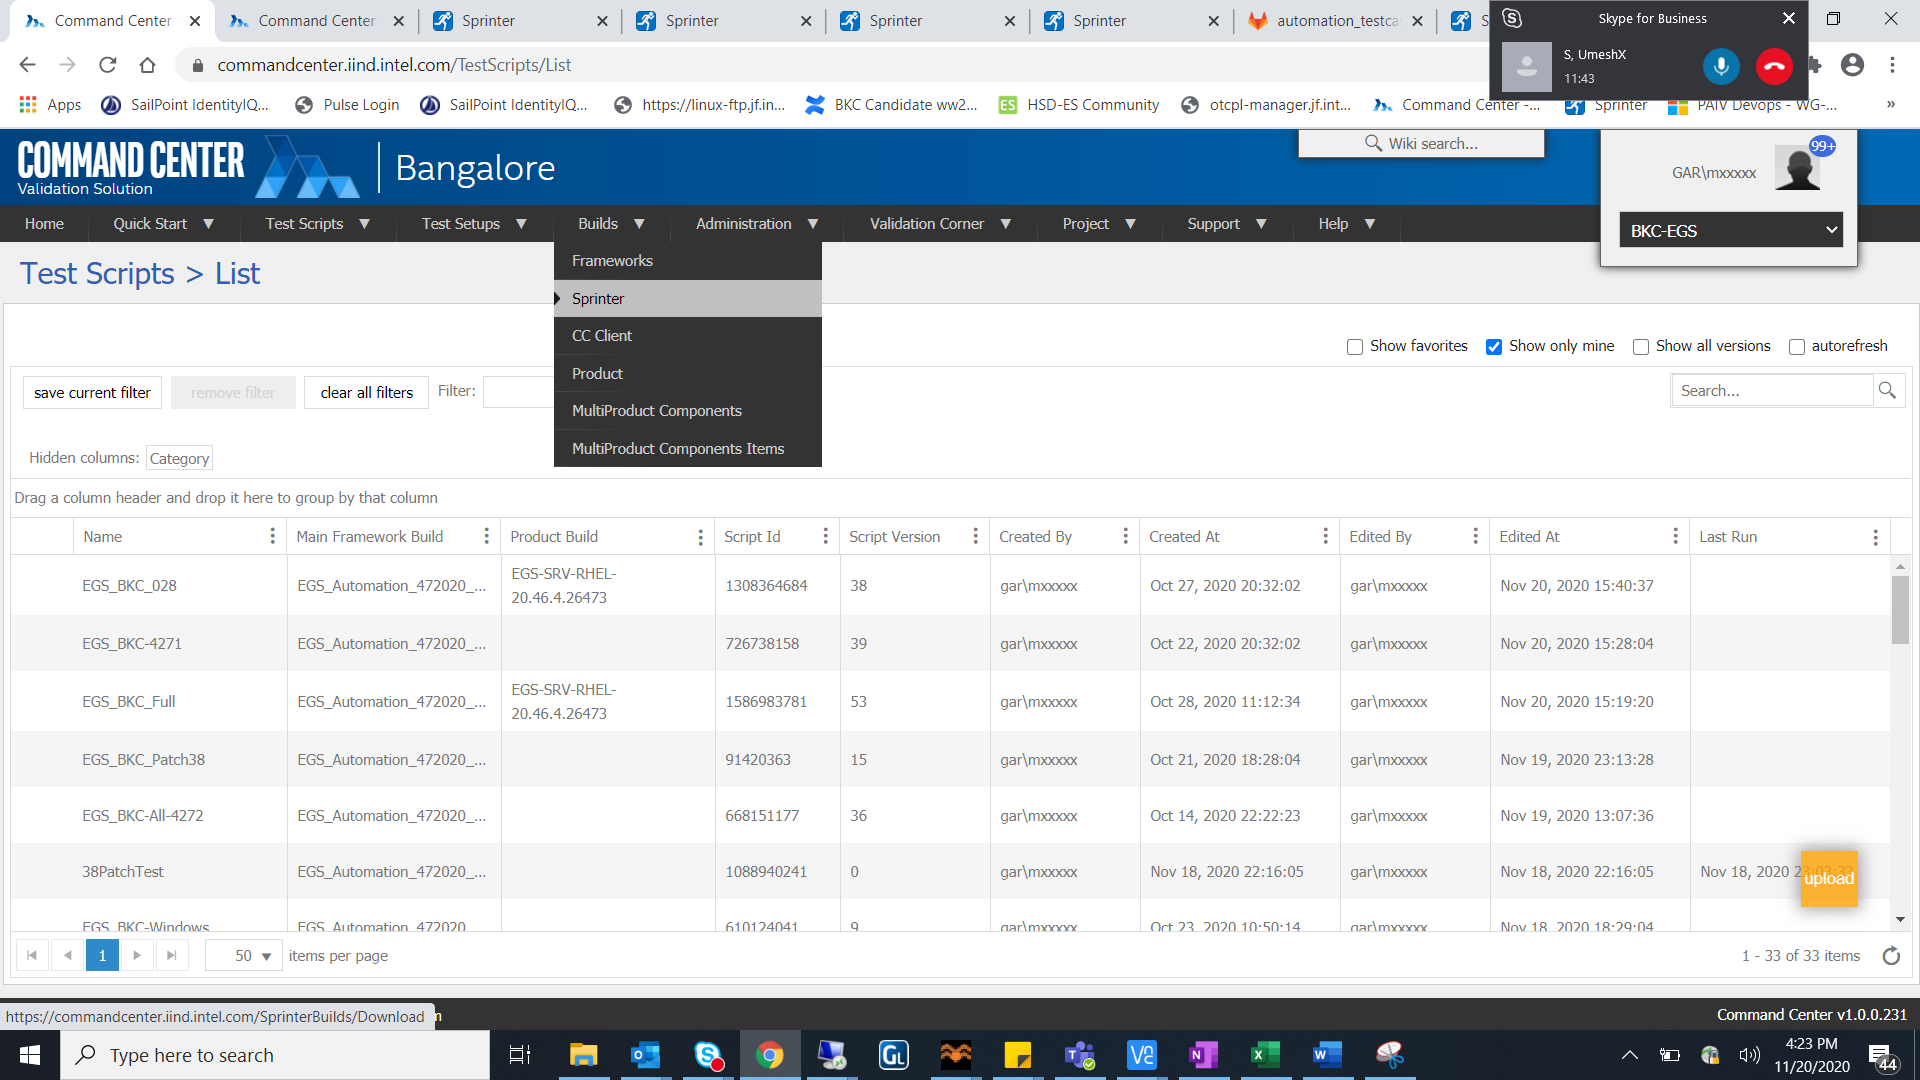 Command Center
Command Center
Sprinter
Sprinter
Sprinter
Sprinter
automation_testca
S
Skype for Business
S, UmeshX
11:43
commandcenter.iind.intel.com/TestScripts/List
Apps
SailPoint IdentityIQ...
Pulse Login
SailPoint IdentityIQ...
https://linux-ftp.jf.in...
BKC Candidate ww2...
ES HSD-ES Community
otcpl-manager.jf.int...
Command Center -...
Sprinter
PAIV Devops - WG-...
»
COMMAND CENTER
Validation Solution
Bangalore
Wiki search...
GAR\mxxxxx
99+
BKC-EGS
Home
Quick Start
Test Scripts
Test Setups
Builds
Administration
Validation Corner
Project
Support
Help
Frameworks
Sprinter
CC Client
Product
MultiProduct Components
MultiProduct Components Items
Test Scripts > List
Show favorites
Show only mine
Show all versions
autorefresh
save current filter
remove filter
clear all filters
Filter:
Search...
Hidden columns: Category
Drag a column header and drop it here to group by that column
Name Main Framework Build Product Build Script Id Script Version Created By Created At Edited By Edited At Last Run
EGS_BKC_028 EGS_Automation_472020_... EGS-SRV-RHEL-20.46.4.26473 1308364684 38 gar\mxxxxx Oct 27, 2020 20:32:02 gar\mxxxxx Nov 20, 2020 15:40:37
EGS_BKC-4271 EGS_Automation_472020_... 726738158 39 gar\mxxxxx Oct 22, 2020 20:32:02 gar\mxxxxx Nov 20, 2020 15:28:04
EGS_BKC_Full EGS_Automation_472020_... EGS-SRV-RHEL-20.46.4.26473 1586983781 53 gar\mxxxxx Oct 28, 2020 11:12:34 gar\mxxxxx Nov 20, 2020 15:19:20
EGS_BKC_Patch38 EGS_Automation_472020_... 91420363 15 gar\mxxxxx Oct 21, 2020 18:28:04 gar\mxxxxx Nov 19, 2020 23:13:28
EGS_BKC-All-4272 EGS_Automation_472020_... 668151177 36 gar\mxxxxx Oct 14, 2020 22:22:23 gar\mxxxxx Nov 19, 2020 13:07:36
38PatchTest EGS_Automation_472020_... 1088940241 0 gar\mxxxxx Nov 18, 2020 22:16:05 gar\mxxxxx Nov 18, 2020 22:16:05 Nov 18, 2020
upload
EGS_BKC-Windows EGS_Automation_472020 610124041 9 gar\mxxxxx Oct 23, 2020 10:50:14 gar\mxxxxx Nov 18, 2020 18:29:04
1
50
items per page
1 - 33 of 33 items
https://commandcenter.iind.intel.com/SprinterBuilds/Download
Command Center v1.0.0.231
Type here to search
4:23 PM
11/20/2020
44